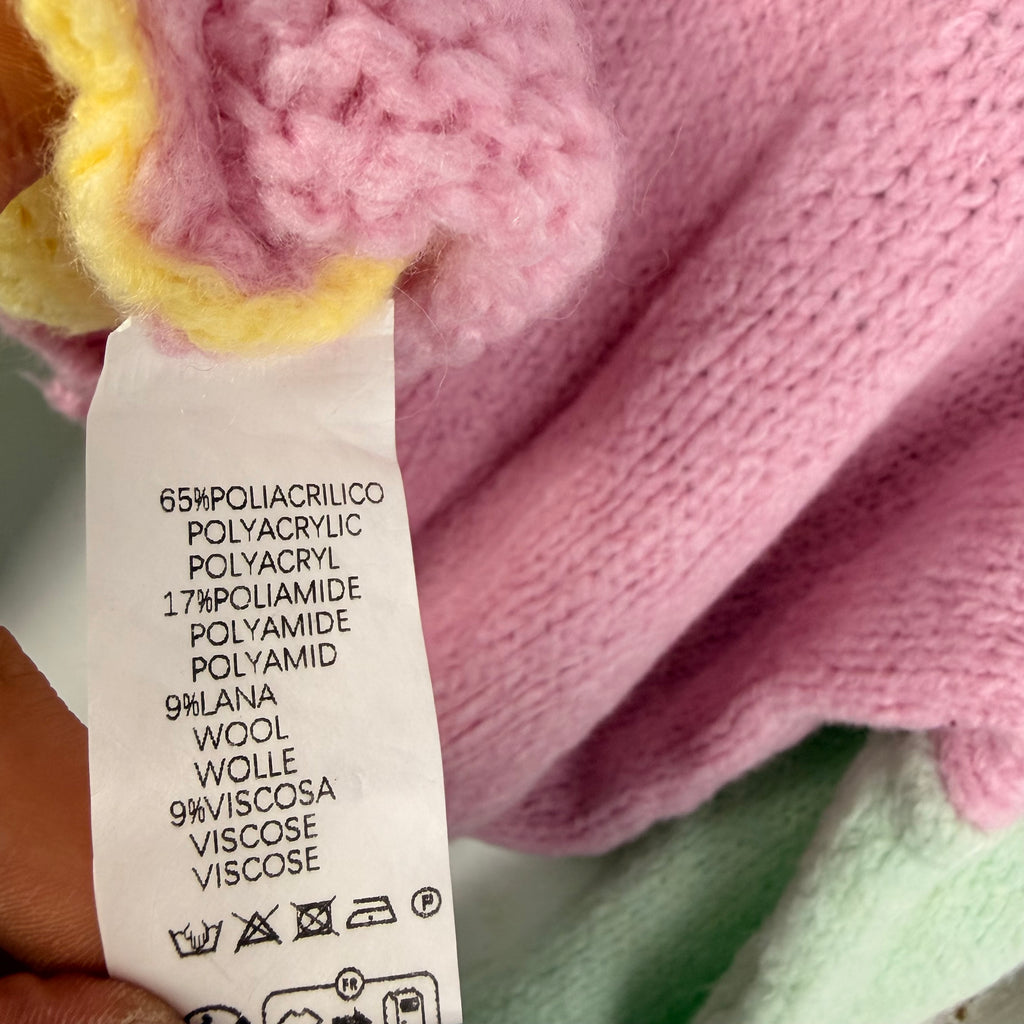 65%POLIACRILICO
POLYACRYLIC
POLYACRYL
17%POLIAMIDE
POLYAMIDE
POLYAMID
9%LANA
WOOL
WOLLE
9%VISCOSA
VISCOSE
VISCOSE
P
FR